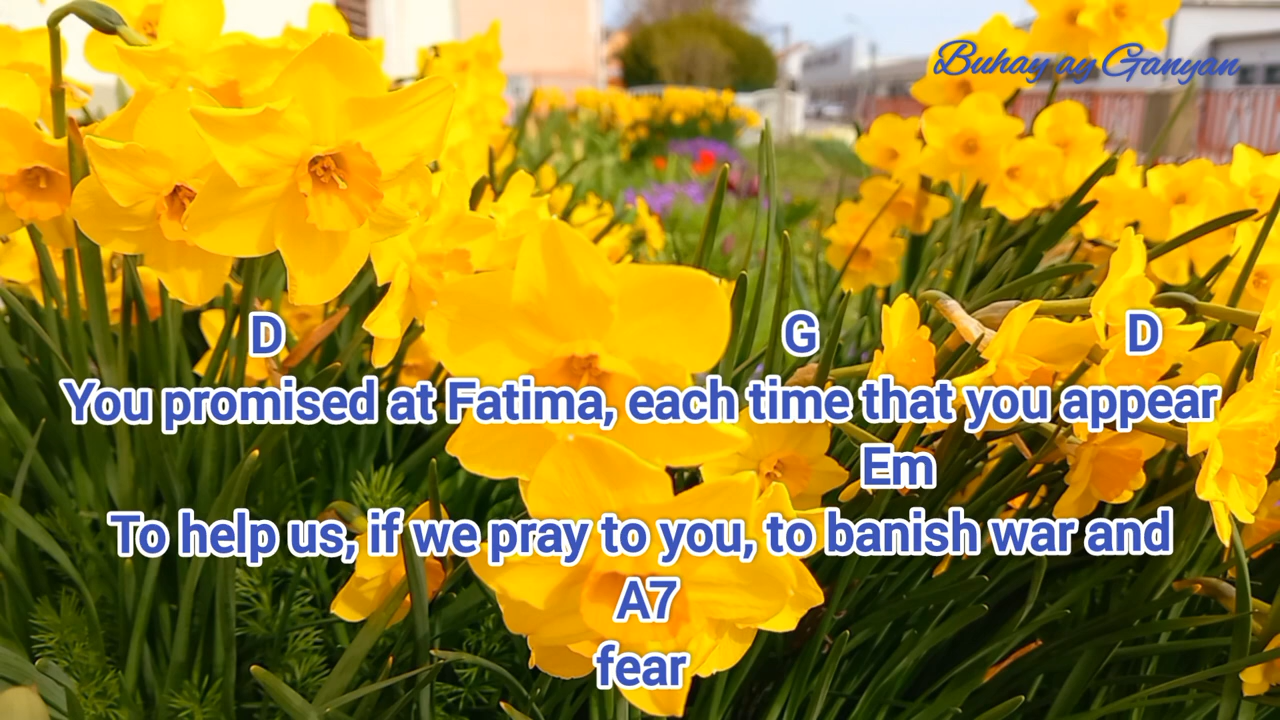 Buhay ay Ganyan
D G D
You promised at Fatima, each time that you appear
Em
To help us, if we pray to you, to banish war and
A7
fear